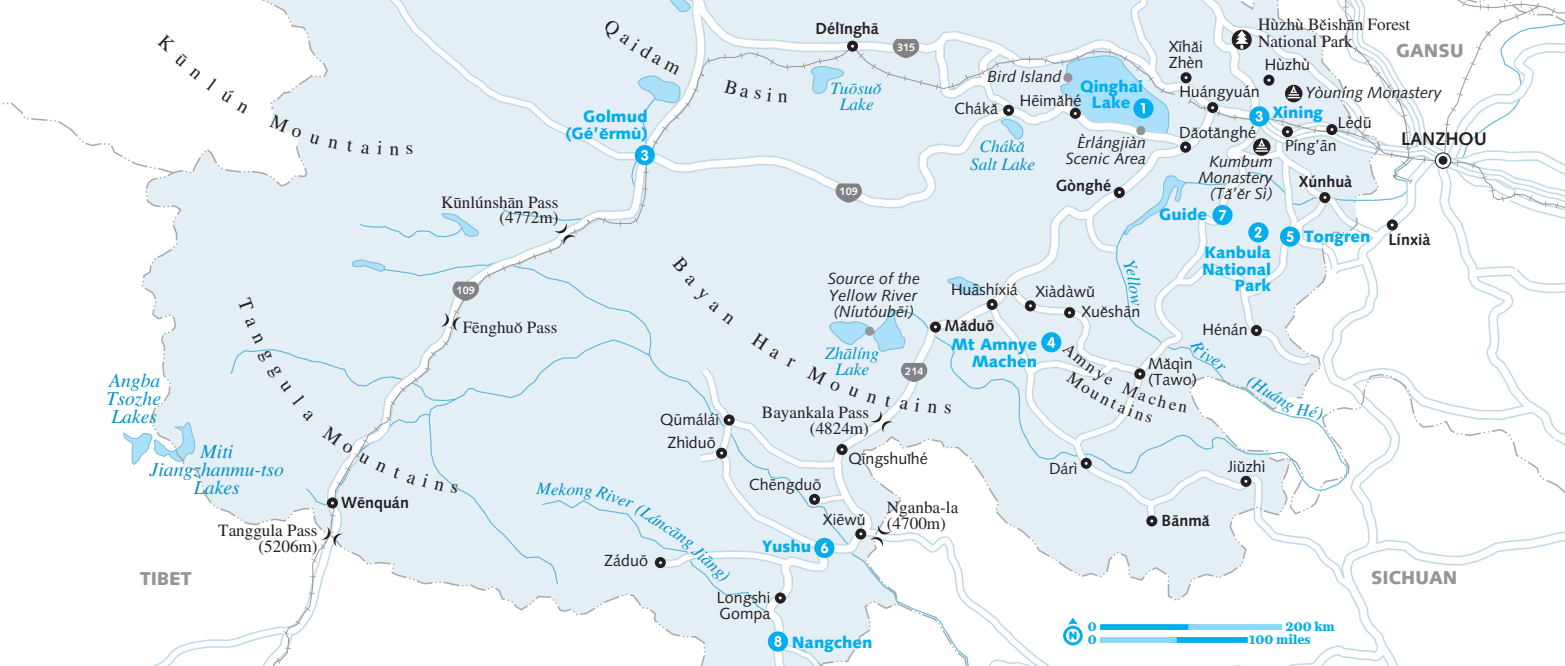 Kūnlún Mountains
Qaidam Basin
Délǐnghā
315
Tuōsuǒ
Lake
Golmud
(Gé'ěrmù)
3
Bird Island
Chákǎ
Hēimǎhé
Qinghai
Lake
1
Chákǎ
Salt Lake
Èrlángjiàn
Scenic Area
Xīhǎi
Zhèn
Huángyuán
Dǎotǎnghé
Hùzhù Běishān Forest
National Park
Hùzhù
Yòuníng Monastery
3
Xining
Lèdū
Píng'ān
Kumbum
Monastery
(Tǎ'ěr Sì)
GANSU
LANZHOU
Xúnhuà
Línxià
Gònghé
Guide
7
2
Kanbula
National
Park
5
Tongren
109
Kūnlúnshān Pass
(4772m)
109
Fēnghuǒ Pass
Tanggula Mountains
Bayan Har Mountains
Source of the
Yellow River
(Níutóubēi)
Zhālíng
Lake
Huāshíxiá
Xiàdàwǔ
Xuěshān
Mǎduō
Mt Amnye
Machen
4
Amnye Machen
Mountains
Yellow
River
(Huáng Hé)
Hénán
Mǎqìn
(Tawo)
214
Angba
Tsozhe
Lakes
Miti
Jiangzhanmu-tso
Lakes
Bayankala Pass
(4824m)
Qūmálái
Zhìduō
Qīngshuǐhé
Dárì
Jiǔzhì
Bānmǎ
Mekong River (Láncāng Jiāng)
Chēngduō
Xiēwǔ
Nganba-la
(4700m)
Wēnquán
Tanggula Pass
(5206m)
Yushu
6
Záduō
Longshi
Gompa
8
Nangchen
TIBET
SICHUAN
N
0
200 km
0
100 miles